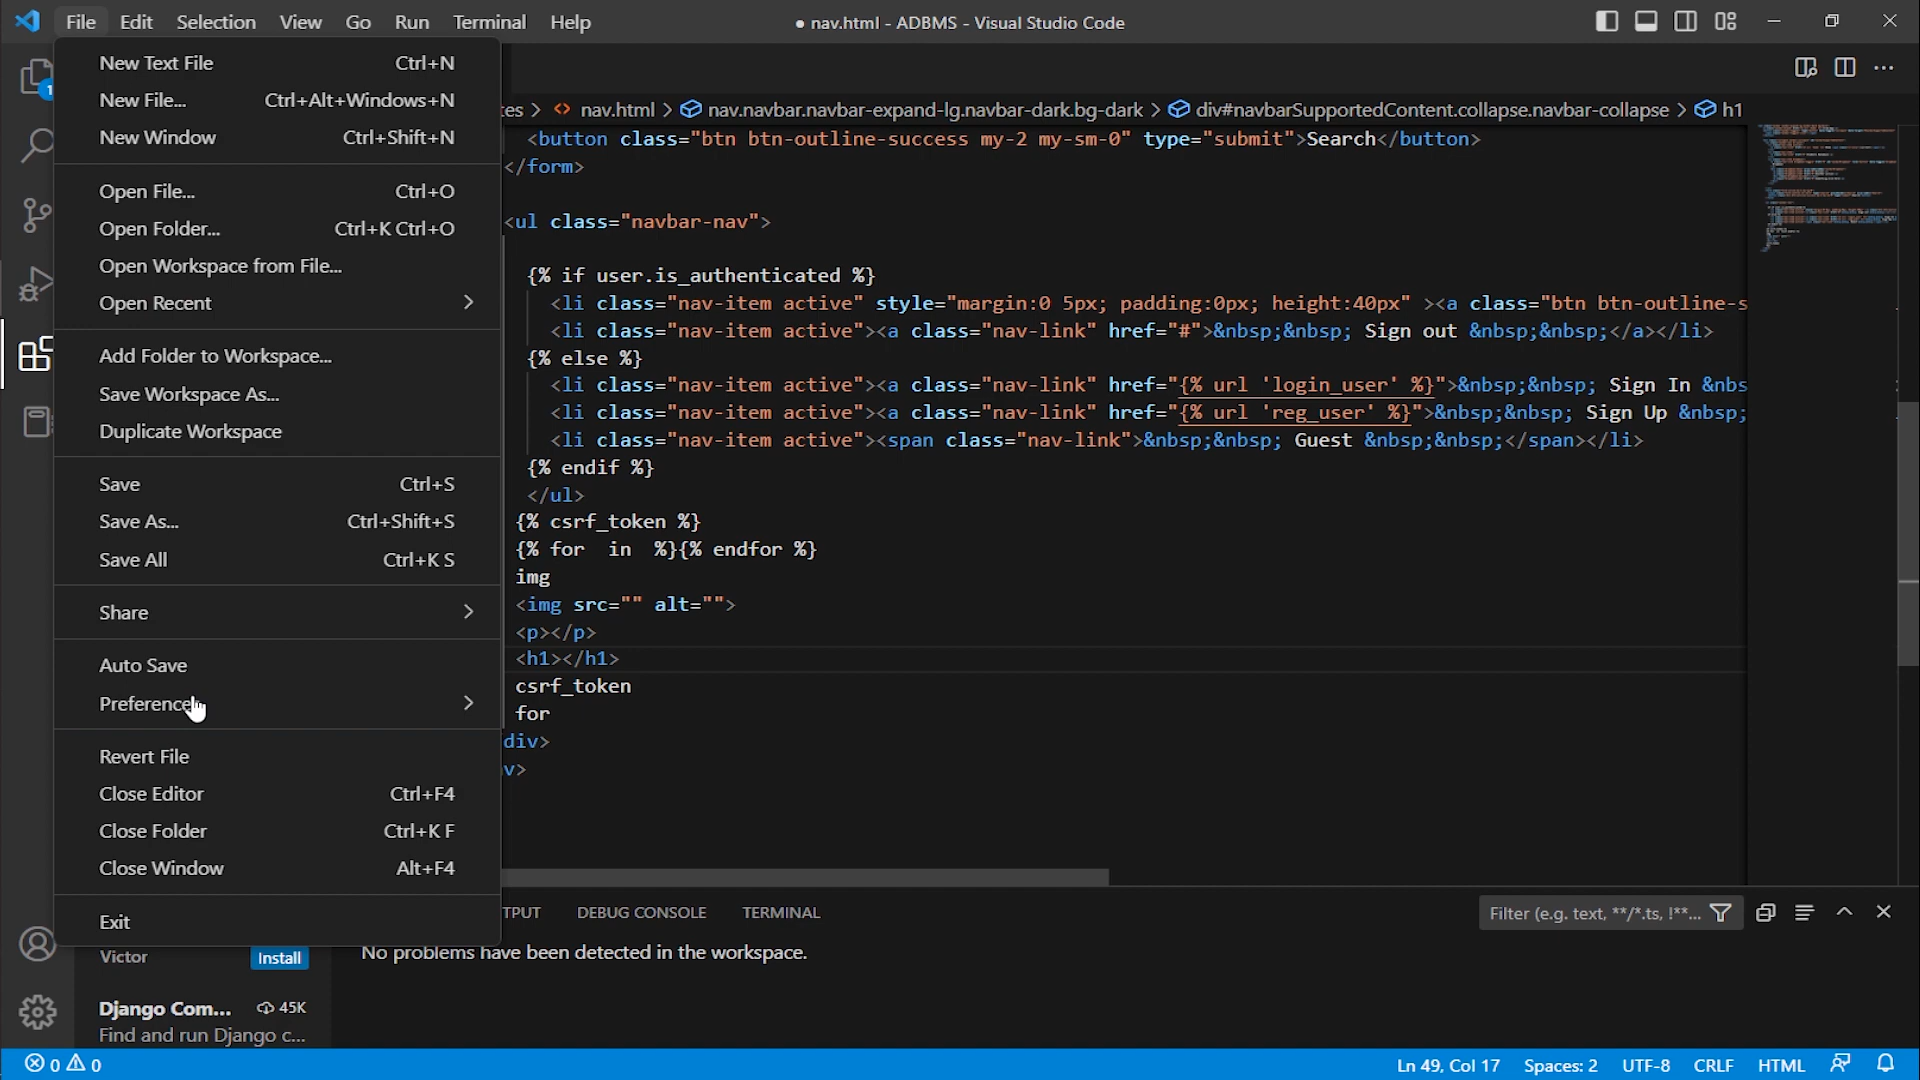 File Edit Selection View Go Run Terminal Help
● nav.html - ADBMS - Visual Studio Code
New Text File Ctrl+N
New File... Ctrl+Alt+Windows+N
New Window Ctrl+Shift+N
Open File... Ctrl+O
Open Folder... Ctrl+K Ctrl+O
Open Workspace from File...
Open Recent
Add Folder to Workspace...
Save Workspace As...
Duplicate Workspace
Save Ctrl+S
Save As... Ctrl+Shift+S
Save All Ctrl+K S
Share
Auto Save
Preferences
Revert File
Close Editor Ctrl+F4
Close Folder Ctrl+K F
Close Window Alt+F4
Exit
1
tes > <> nav.html > nav.navbar.navbar-expand-lg.navbar-dark.bg-dark > div#navbarSupportedContent.collapse.navbar-collapse > h1
<button class="btn btn-outline-success my-2 my-sm-0" type="submit">Search</button>
</form>
<ul class="navbar-nav">
{% if user.is_authenticated %}
<li class="nav-item active" style="margin:0 5px; padding:0px; height:40px" ><a class="btn btn-outline-s
<li class="nav-item active"><a class="nav-link" href="#">&nbsp;&nbsp; Sign out &nbsp;&nbsp;</a></li>
{% else %}
<li class="nav-item active"><a class="nav-link" href="{% url 'login_user' %}">&nbsp;&nbsp; Sign In &nbs
<li class="nav-item active"><a class="nav-link" href="{% url 'reg_user' %}">&nbsp;&nbsp; Sign Up &nbsp;
<li class="nav-item active"><span class="nav-link">&nbsp;&nbsp; Guest &nbsp;&nbsp;</span></li>
{% endif %}
</ul>
{% csrf_token %}
{% for  in  %}{% endfor %}
img
<img src="" alt="">
<p></p>
<h1></h1>
csrf_token
for
div>
v>
TPUT DEBUG CONSOLE TERMINAL
Filter (e.g. text, **/*.ts, !**...
No problems have been detected in the workspace.
Victor Install
Django Com... 45K
Find and run Django c...
0 0
Ln 49, Col 17 Spaces: 2 UTF-8 CRLF HTML